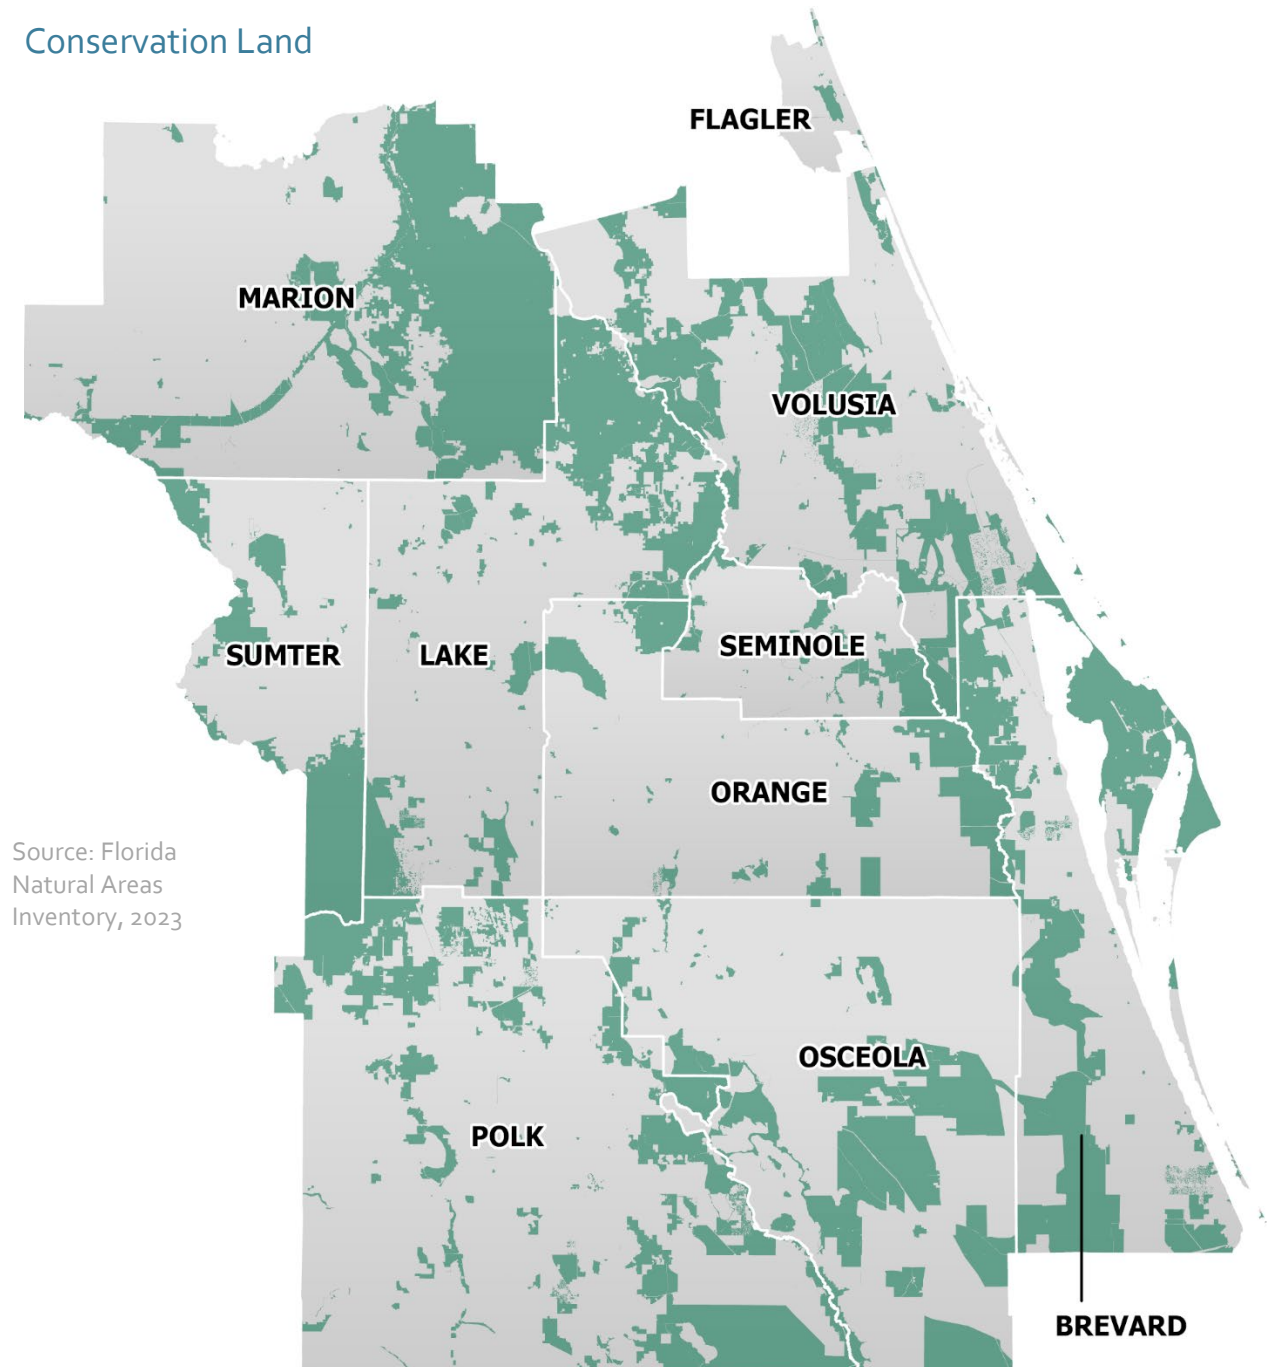 Conservation Land
FLAGLER
MARION
VOLUSIA
SUMTER
LAKE
SEMINOLE
ORANGE
Source: Florida
Natural Areas
Inventory, 2023
OSCEOLA
POLK
BREVARD